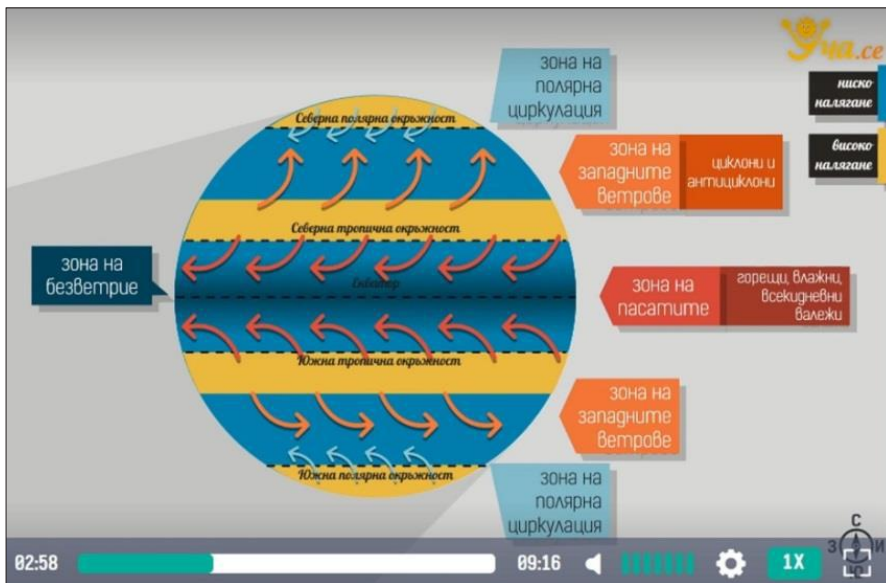 Уча.се
зона на
полярна
циркулация
ниско
налягане
високо
налягане
Северна полярна окръжност
зона на
западните
ветрове
циклони и
антициклони
Северна тропична окръжност
зона на
безветрие
Екватор
зона на
пасатите
горещи, влажни,
всекидневни
валежи
Южна тропична окръжност
зона на
западните
ветрове
Южна полярна окръжност
зона на
полярна
циркулация
С
З И
Ю
02:58
09:16
1X